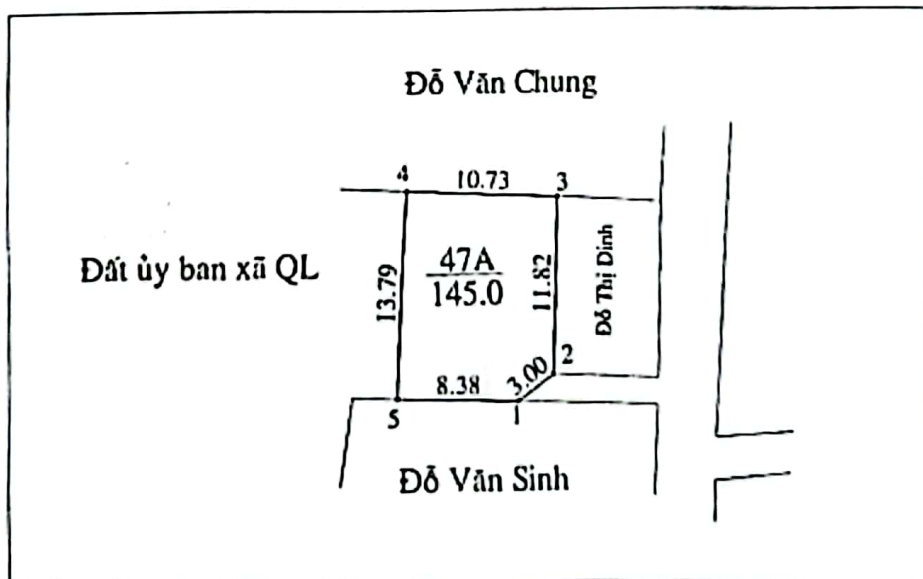 Đỗ Văn Chung
4 10.73 3
Đất ủy ban xã QL
13.79
47A
145.0
11.82
Đỗ Thị Dinh
2
3.00
8.38
5 1
Đỗ Văn Sinh